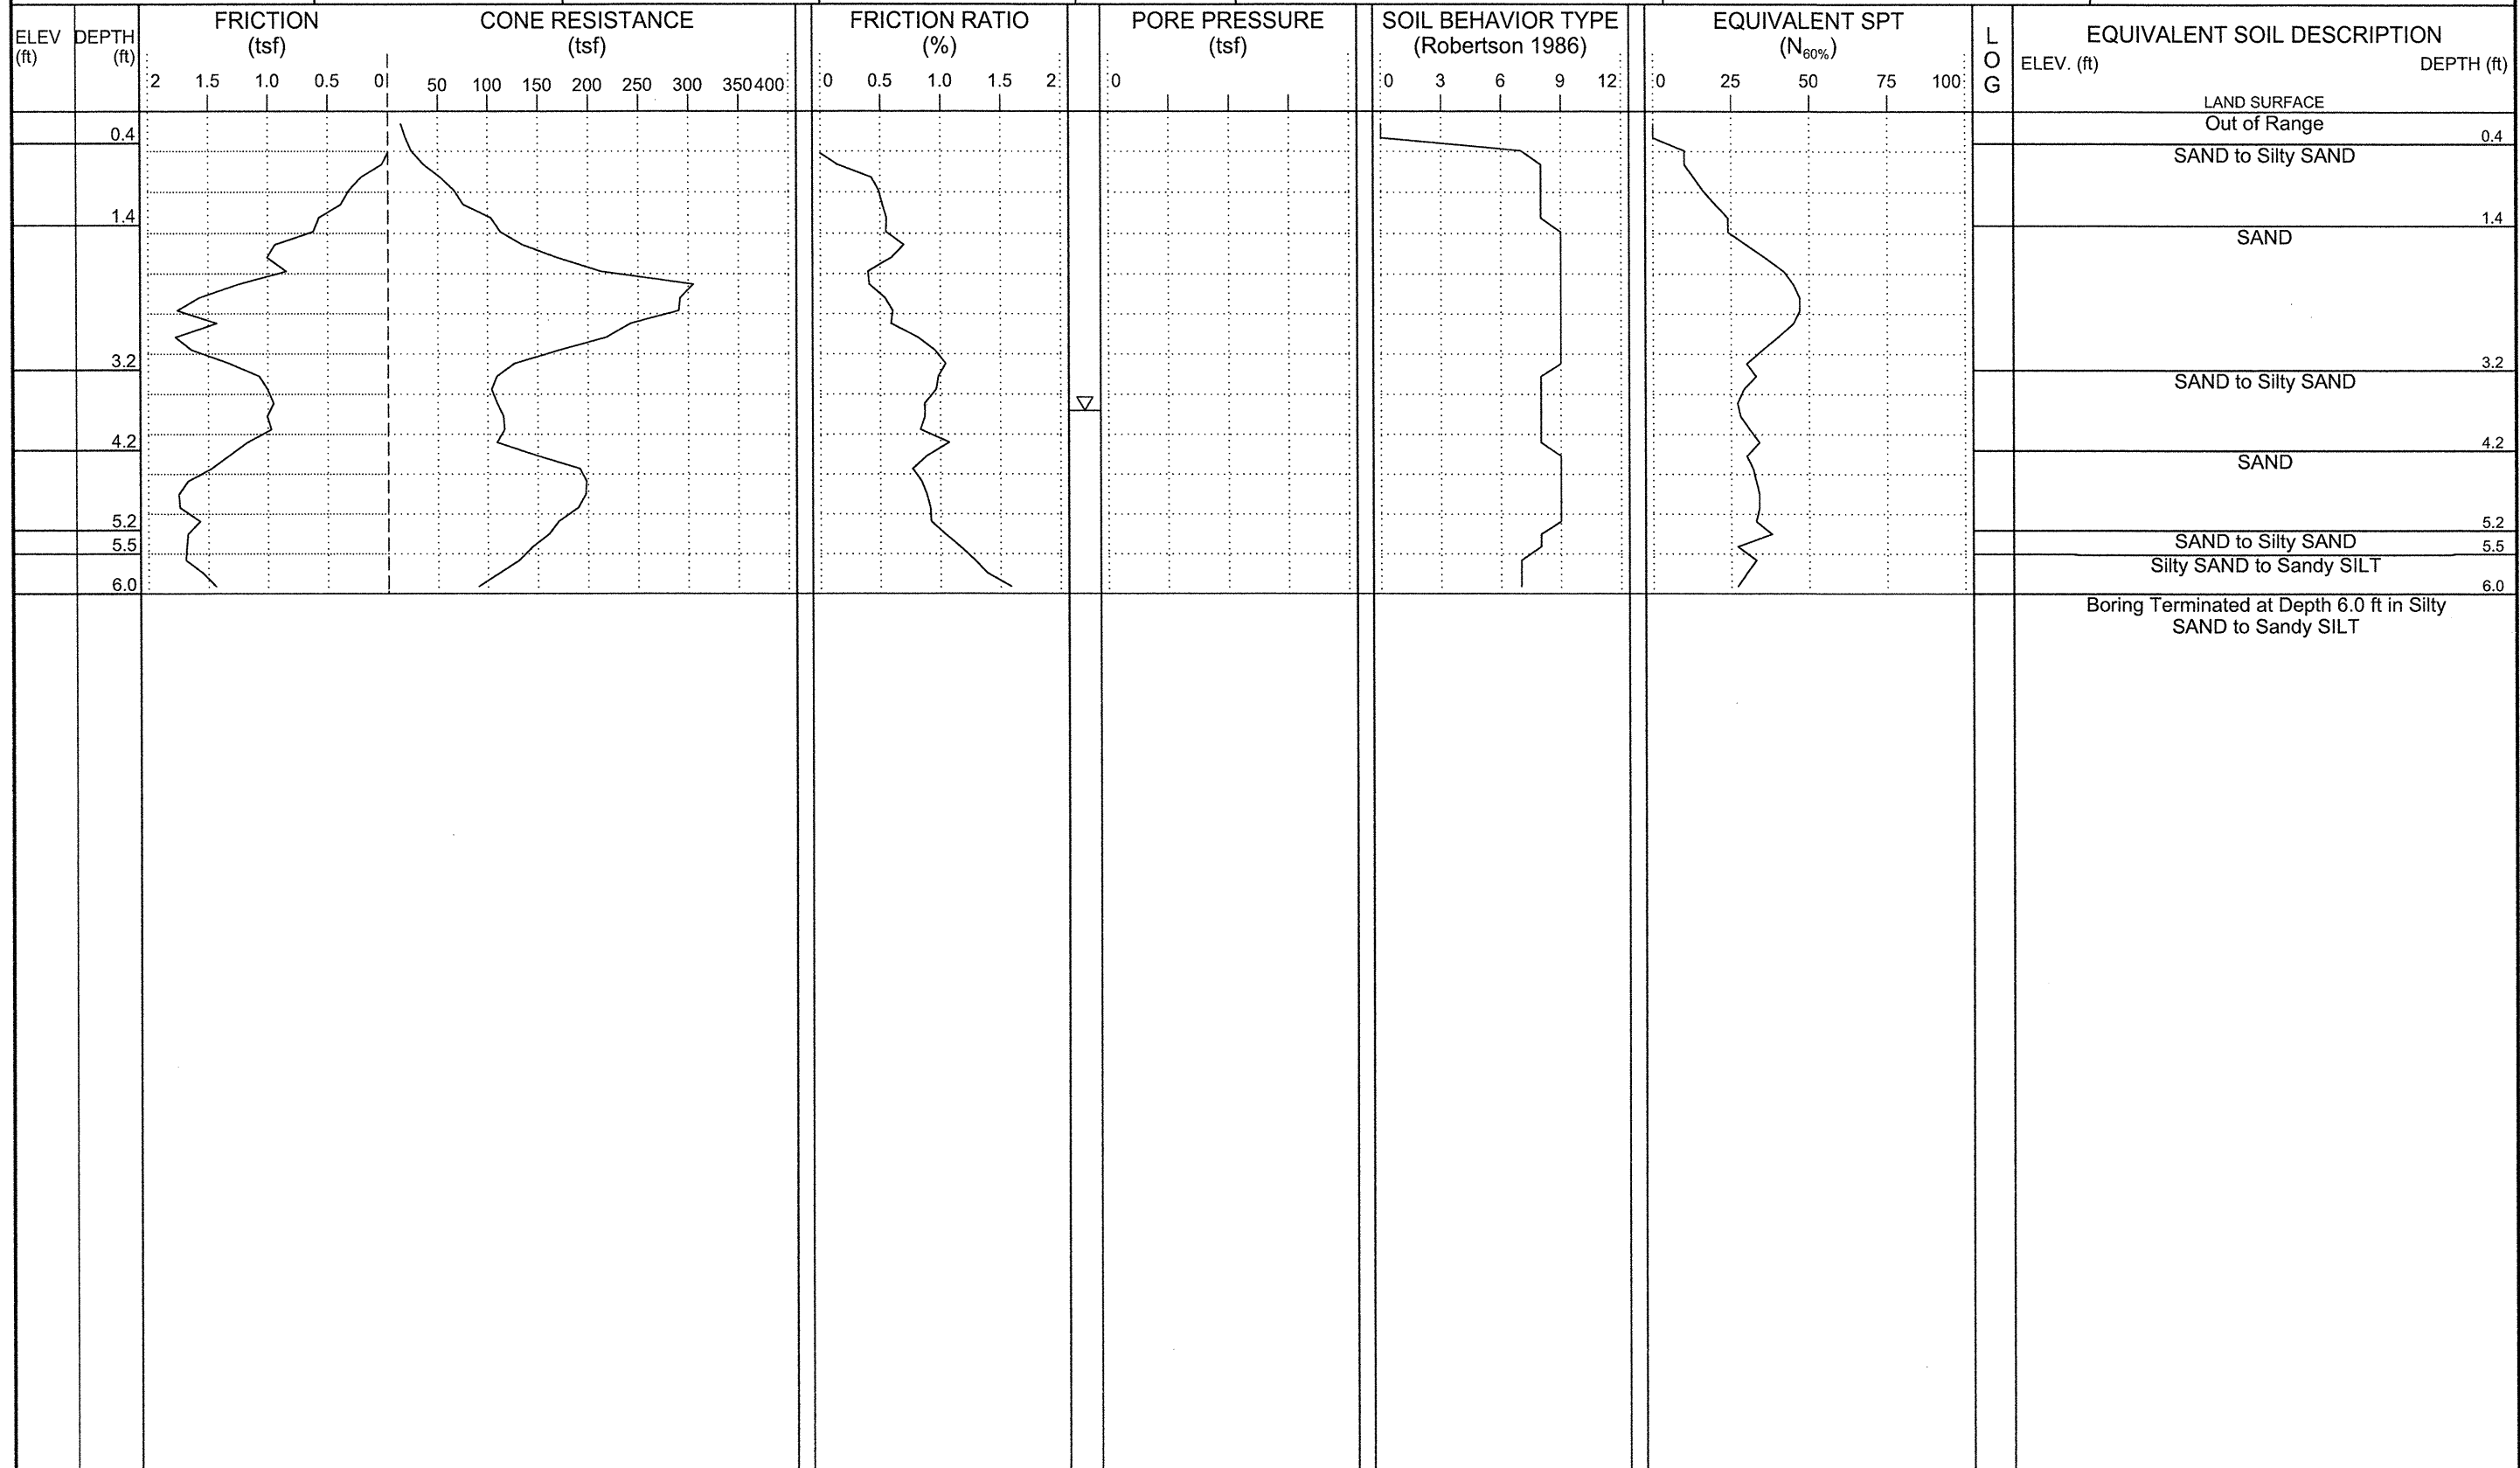 ELEV
(ft)
DEPTH
(ft)
FRICTION
(tsf)
2 1.5 1.0 0.5 0
CONE RESISTANCE
(tsf)
50 100 150 200 250 300 350 400
FRICTION RATIO
(%)
0 0.5 1.0 1.5 2
PORE PRESSURE
(tsf)
0
SOIL BEHAVIOR TYPE
(Robertson 1986)
0 3 6 9 12
EQUIVALENT SPT
(N60%)
0 25 50 75 100
L
O
G
EQUIVALENT SOIL DESCRIPTION
ELEV. (ft) DEPTH (ft)
LAND SURFACE
Out of Range
0.4 0.4
SAND to Silty SAND
1.4 1.4
SAND
3.2 3.2
SAND to Silty SAND
4.2 4.2
SAND
5.2 5.2
SAND to Silty SAND
5.5 5.5
Silty SAND to Sandy SILT
6.0 6.0
Boring Terminated at Depth 6.0 ft in Silty
SAND to Sandy SILT